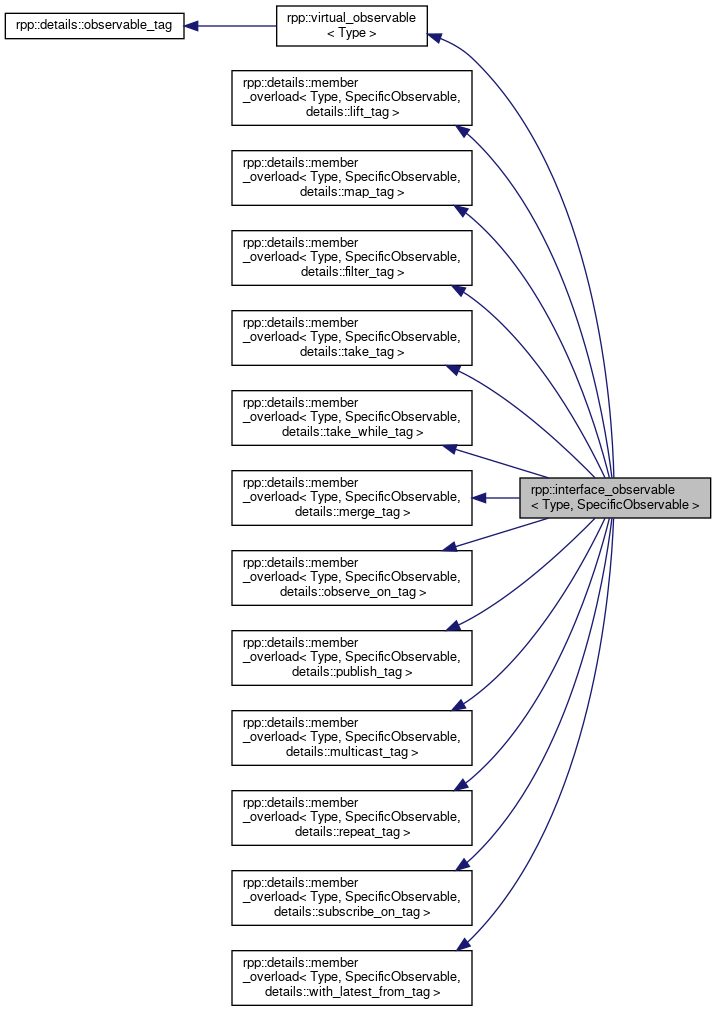 rpp::details::observable_tag
rpp::virtual_observable
< Type >
rpp::details::member
_overload< Type, SpecificObservable,
details::lift_tag >
rpp::details::member
_overload< Type, SpecificObservable,
details::map_tag >
rpp::details::member
_overload< Type, SpecificObservable,
details::filter_tag >
rpp::details::member
_overload< Type, SpecificObservable,
details::take_tag >
rpp::details::member
_overload< Type, SpecificObservable,
details::take_while_tag >
rpp::details::member
_overload< Type, SpecificObservable,
details::merge_tag >
rpp::interface_observable
< Type, SpecificObservable >
rpp::details::member
_overload< Type, SpecificObservable,
details::observe_on_tag >
rpp::details::member
_overload< Type, SpecificObservable,
details::publish_tag >
rpp::details::member
_overload< Type, SpecificObservable,
details::multicast_tag >
rpp::details::member
_overload< Type, SpecificObservable,
details::repeat_tag >
rpp::details::member
_overload< Type, SpecificObservable,
details::subscribe_on_tag >
rpp::details::member
_overload< Type, SpecificObservable,
details::with_latest_from_tag >